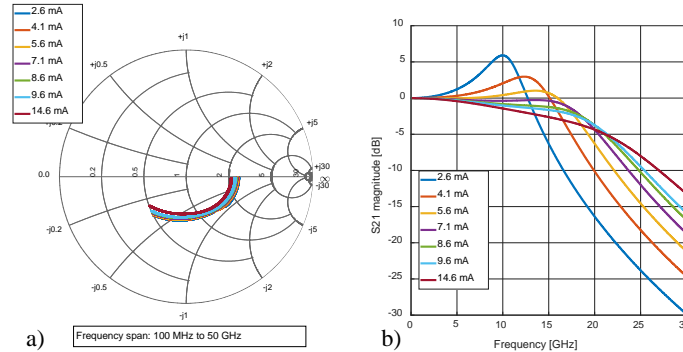 2.6 mA
4.1 mA
5.6 mA
7.1 mA
8.6 mA
9.6 mA
14.6 mA
+j1
+j0.5
+j2
+j0.2
+j5
0.0
0.2
0.5
1
2
5
+j30
∞
-j30
-j0.2
-j5
-j0.5
-j2
-j1
a)
Frequency span: 100 MHz to 50 GHz
S21 magnitude [dB]
10
5
0
-5
-10
-15
-20
-25
-30
2.6 mA
4.1 mA
5.6 mA
7.1 mA
8.6 mA
9.6 mA
14.6 mA
0
5
10
15
20
25
30
Frequency [GHz]
b)